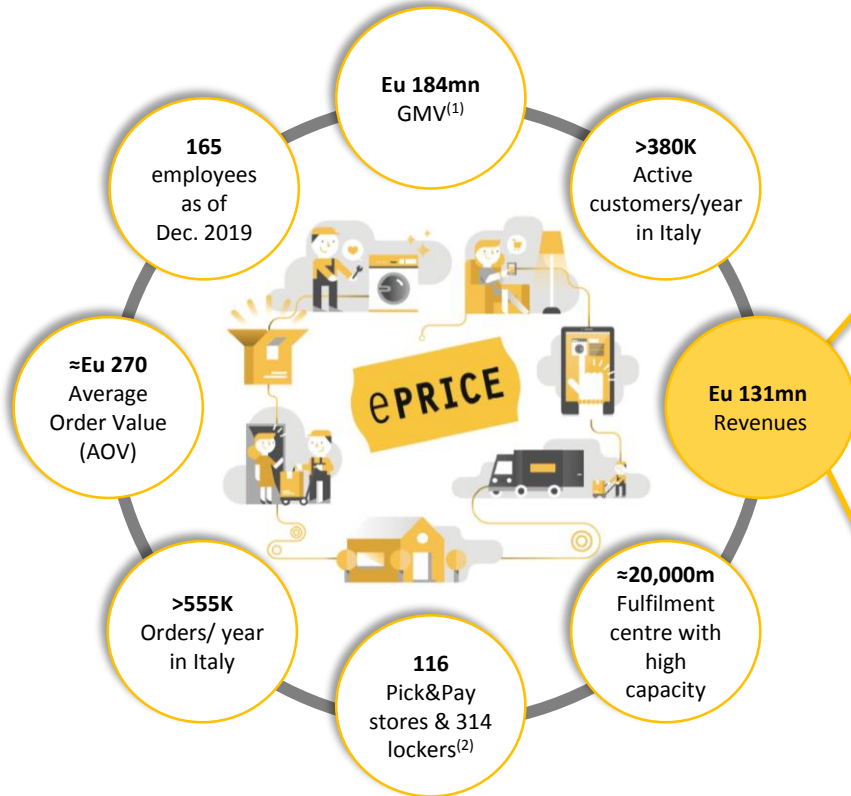 Eu 184mn
GMV(1)
165
employees
as of
Dec. 2019
>380K
Active
customers/year
in Italy
≈Eu 270
Average
Order Value
(AOV)
ePRICE
Eu 131mn
Revenues
>555K
Orders/ year
in Italy
116
Pick&Pay
stores & 314
lockers(2)
≈20,000m
Fulfilment
centre with
high
capacity